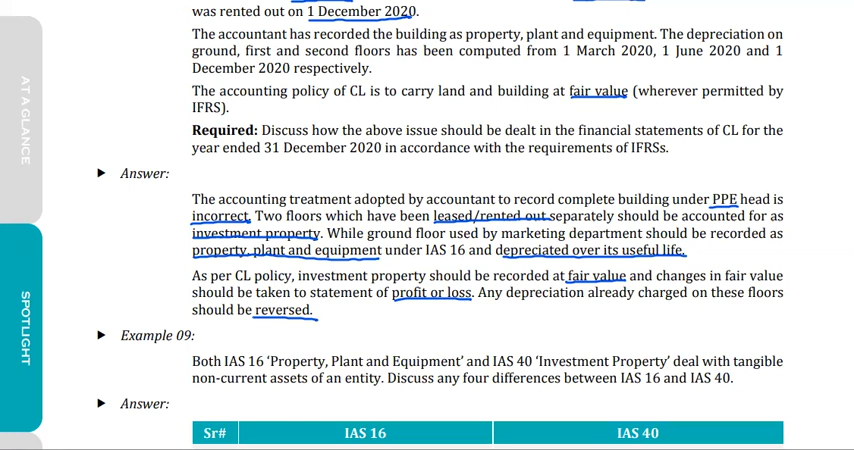 was rented out on 1 December 2020.
The accountant has recorded the building as property, plant and equipment. The depreciation on
ground, first and second floors has been computed from 1 March 2020, 1 June 2020 and 1
December 2020 respectively.
The accounting policy of CL is to carry land and building at fair value (wherever permitted by
IFRS).
Required: Discuss how the above issue should be dealt in the financial statements of CL for the
year ended 31 December 2020 in accordance with the requirements of IFRSs.
Answer:
The accounting treatment adopted by accountant to record complete building under PPE head is
incorrect. Two floors which have been leased/rented out separately should be accounted for as
investment property. While ground floor used by marketing department should be recorded as
property, plant and equipment under IAS 16 and depreciated over its useful life.
As per CL policy, investment property should be recorded at fair value and changes in fair value
should be taken to statement of profit or loss. Any depreciation already charged on these floors
should be reversed.
Example 09:
Both IAS 16 ‘Property, Plant and Equipment’ and IAS 40 ‘Investment Property’ deal with tangible
non-current assets of an entity. Discuss any four differences between IAS 16 and IAS 40.
Answer:
Sr# IAS 16 IAS 40
AT A GLANCE
SPOTLIGHT